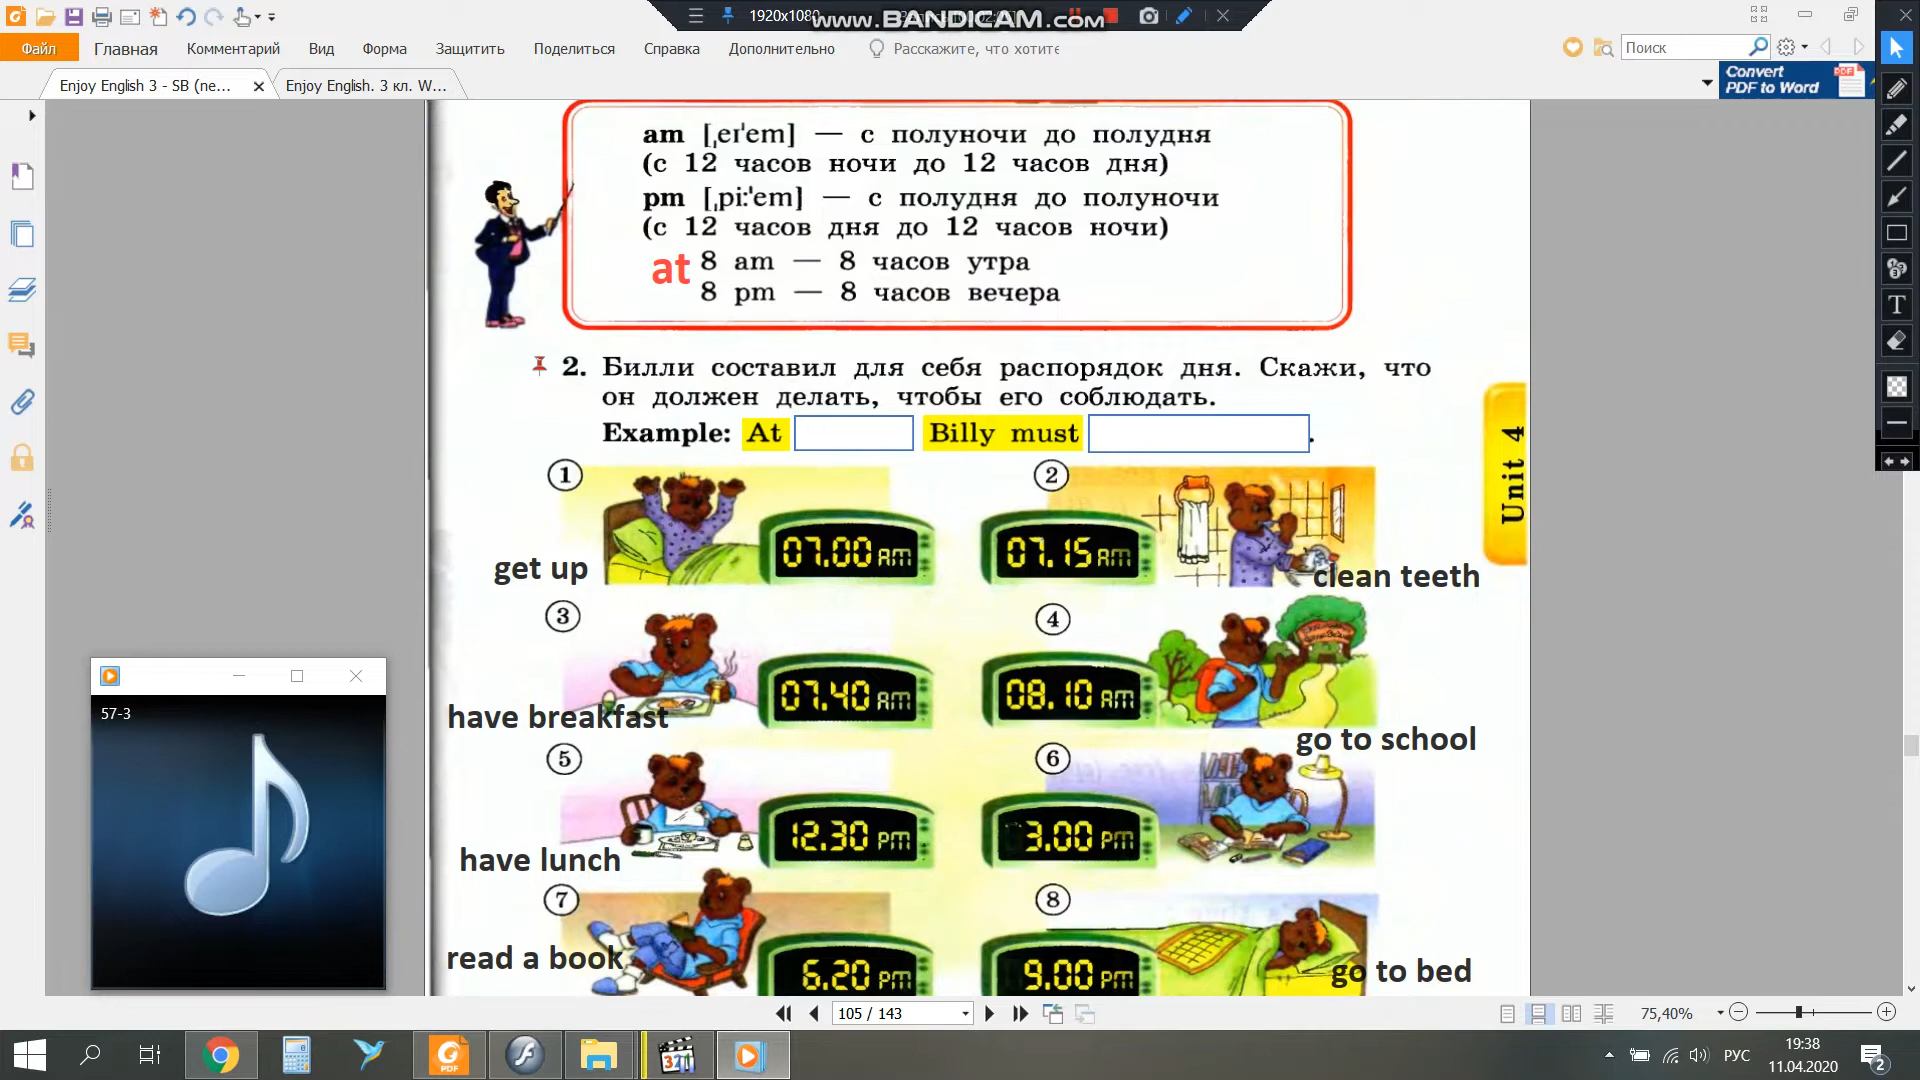 1920x1080
www.BANDICAM.com
Файл Главная Комментарий Вид Форма Защитить Поделиться Справка Дополнительно Расскажите, что хотите
Поиск
Enjoy English 3 - SB (ne...
Enjoy English. 3 кл. W...
Convert
PDF to Word
am [ˌeɪ'em] — с полуночи до полудня
(с 12 часов ночи до 12 часов дня)
pm [ˌpiː'em] — с полудня до полуночи
(с 12 часов дня до 12 часов ночи)
at
8 am — 8 часов утра
8 pm — 8 часов вечера
2. Билли составил для себя распорядок дня. Скажи, что
он должен делать, чтобы его соблюдать.
Example: At Billy must .
Unit 4
1
07.00 AM
get up
2
07.15 AM
clean teeth
3
07.40 AM
have breakfast
4
08.10 AM
go to school
5
12.30 PM
have lunch
6
3.00 PM
7
6.20 PM
read a book
8
9.00 PM
go to bed
57-3
105 / 143
75,40%
PDF
321
РУС
19:38
11.04.2020
2